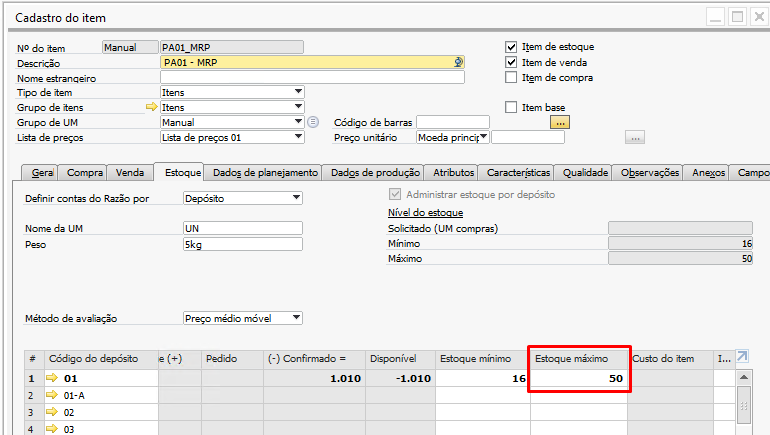 Cadastro do item
Nº do item Manual PA01_MRP
Descrição PA01 - MRP
Nome estrangeiro
Tipo de item Itens
Grupo de itens Itens
Grupo de UM Manual
Lista de preços Lista de preços 01
Item de estoque
Item de venda
Item de compra
Item base
Código de barras ...
Preço unitário Moeda princip ...
Geral Compra Venda Estoque Dados de planejamento Dados de produção Atributos Características Qualidade Observações Anexos Campo
Definir contas do Razão por Depósito
Nome da UM UN
Peso 5kg
Método de avaliação Preço médio móvel
Administrar estoque por depósito
Nível do estoque
Solicitado (UM compras)
Mínimo 16
Máximo 50
# Código do depósito e (+) Pedido (-) Confirmado = Disponível Estoque mínimo Estoque máximo Custo do item I...
1 01 1.010 -1.010 16 50
2 01-A
3 02
4 03